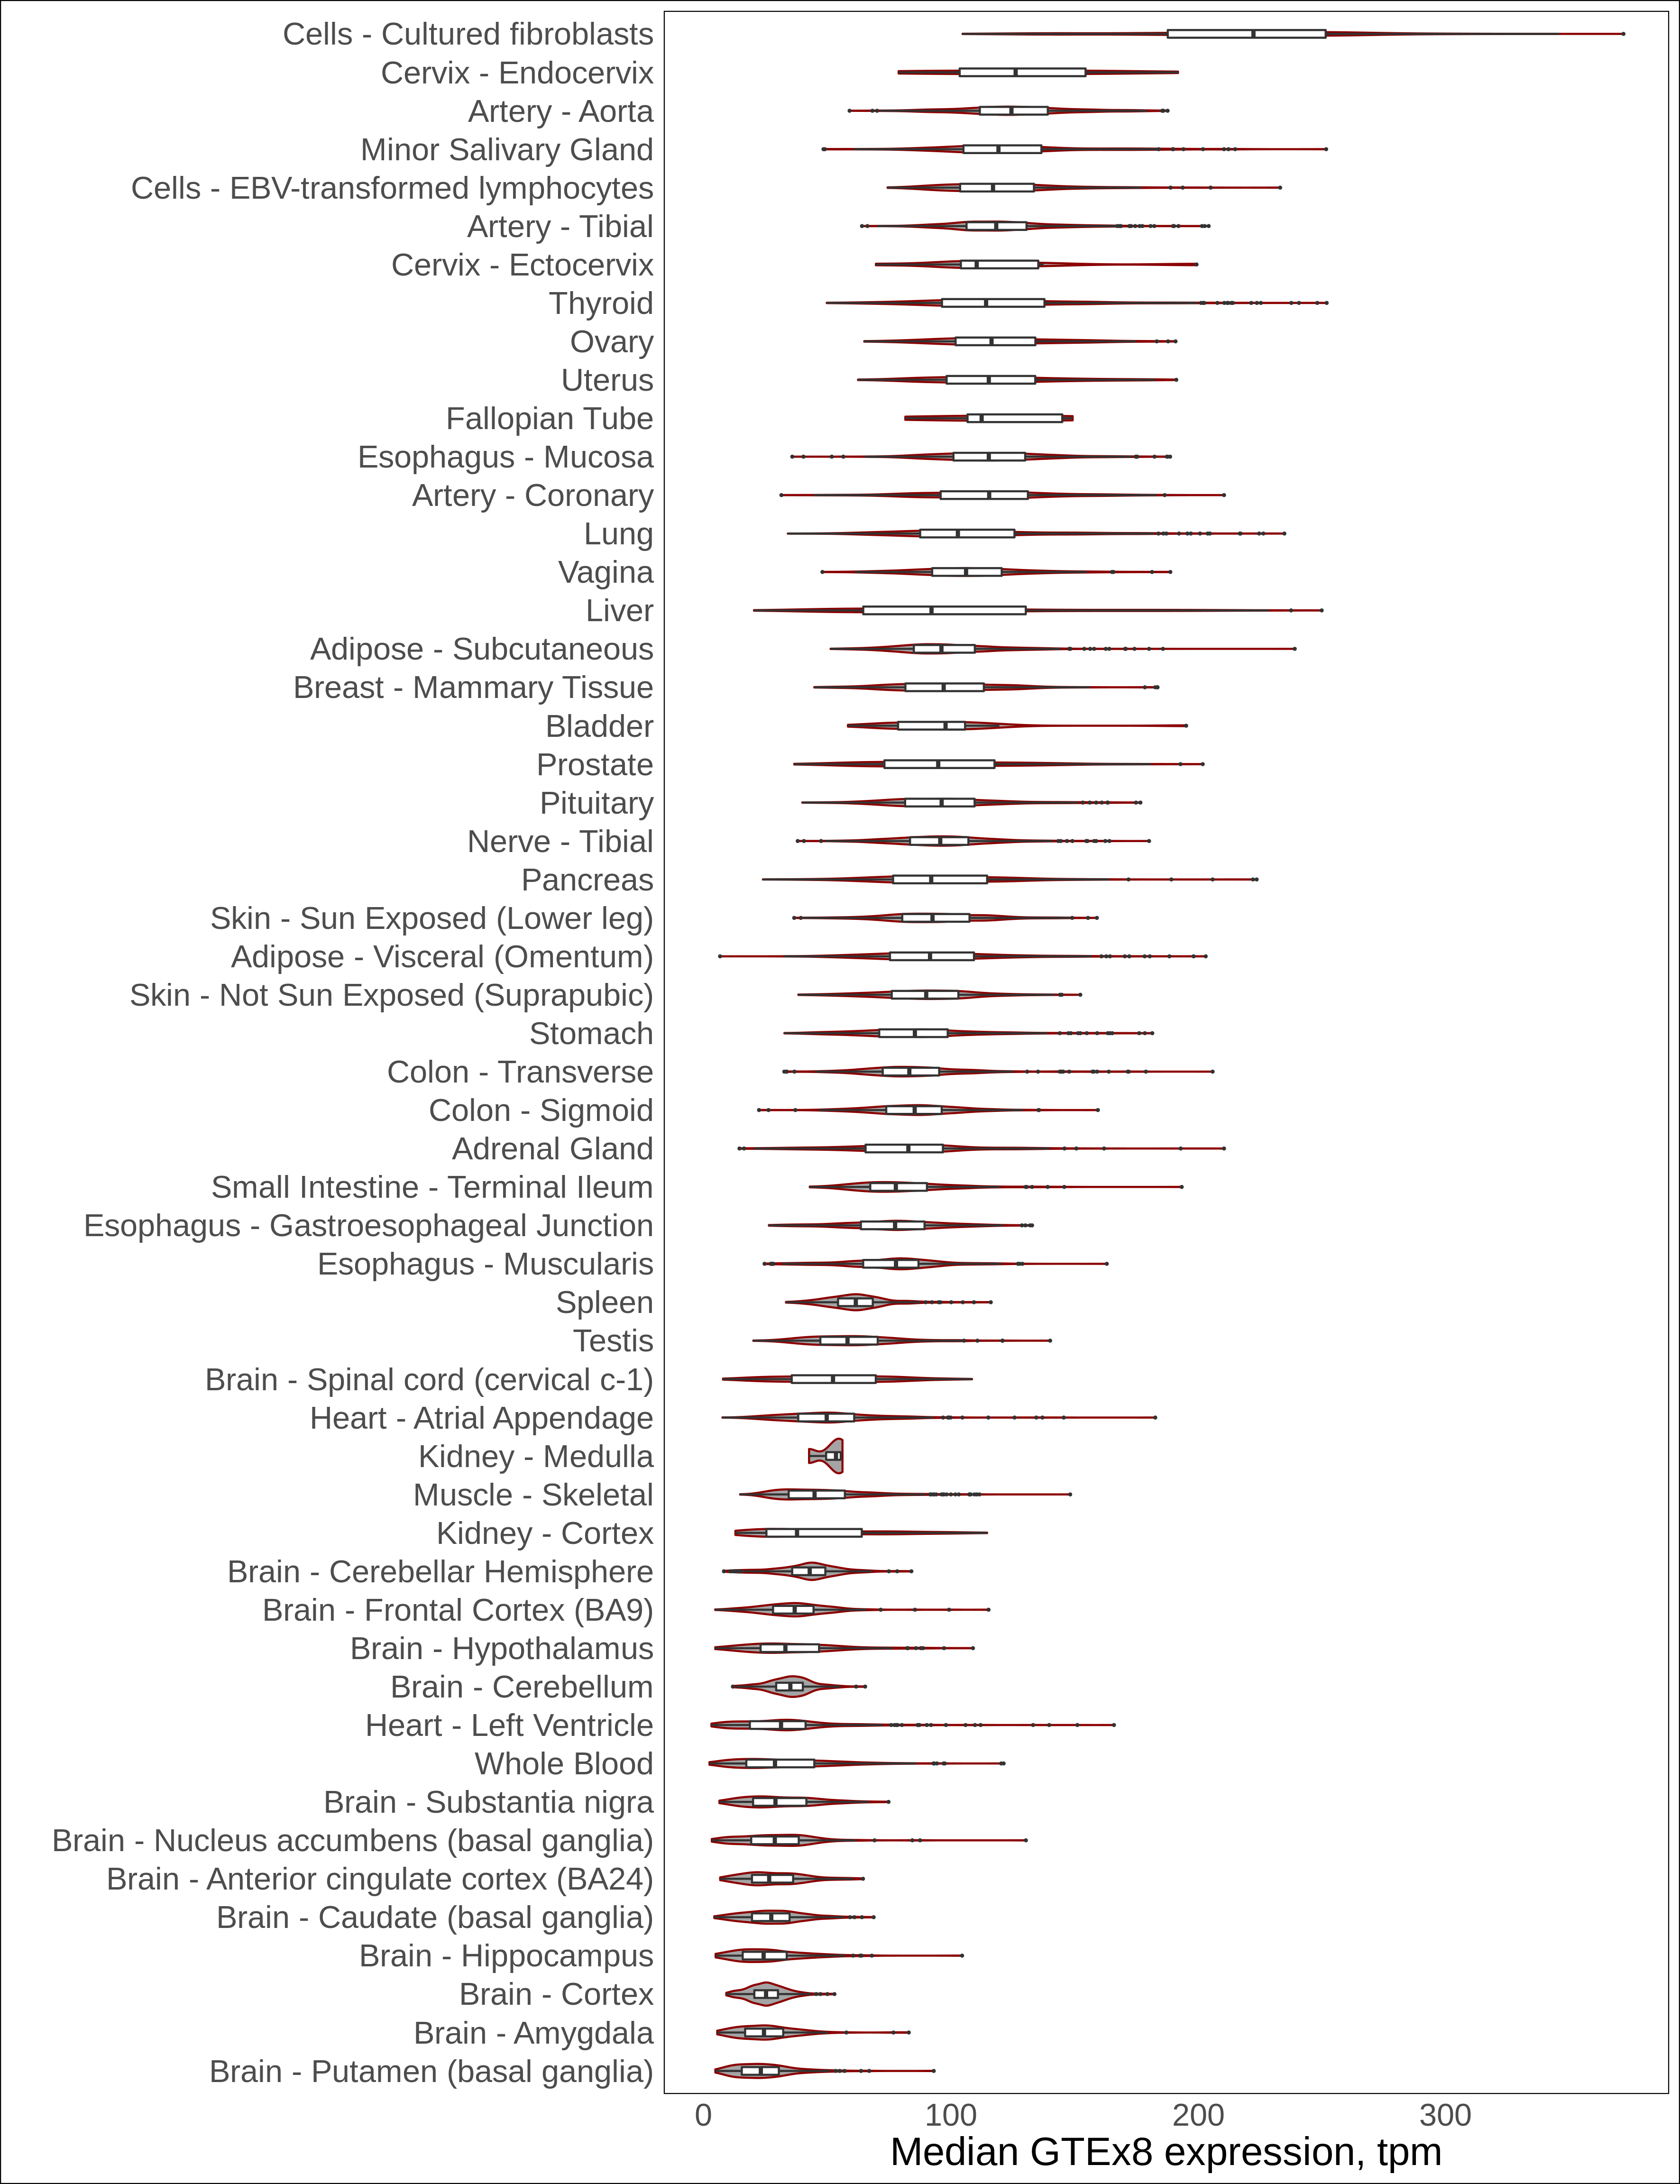 Cells - Cultured fibroblasts
Cervix - Endocervix
Artery - Aorta
Minor Salivary Gland
Cells - EBV-transformed lymphocytes
Artery - Tibial
Cervix - Ectocervix
Thyroid
Ovary
Uterus
Fallopian Tube
Esophagus - Mucosa
Artery - Coronary
Lung
Vagina
Liver
Adipose - Subcutaneous
Breast - Mammary Tissue
Bladder
Prostate
Pituitary
Nerve - Tibial
Pancreas
Skin - Sun Exposed (Lower leg)
Adipose - Visceral (Omentum)
Skin - Not Sun Exposed (Suprapubic)
Stomach
Colon - Transverse
Colon - Sigmoid
Adrenal Gland
Small Intestine - Terminal Ileum
Esophagus - Gastroesophageal Junction
Esophagus - Muscularis
Spleen
Testis
Brain - Spinal cord (cervical c-1)
Heart - Atrial Appendage
Kidney - Medulla
Muscle - Skeletal
Kidney - Cortex
Brain - Cerebellar Hemisphere
Brain - Frontal Cortex (BA9)
Brain - Hypothalamus
Brain - Cerebellum
Heart - Left Ventricle
Whole Blood
Brain - Substantia nigra
Brain - Nucleus accumbens (basal ganglia)
Brain - Anterior cingulate cortex (BA24)
Brain - Caudate (basal ganglia)
Brain - Hippocampus
Brain - Cortex
Brain - Amygdala
Brain - Putamen (basal ganglia)
0 100 200 300
Median GTEx8 expression, tpm